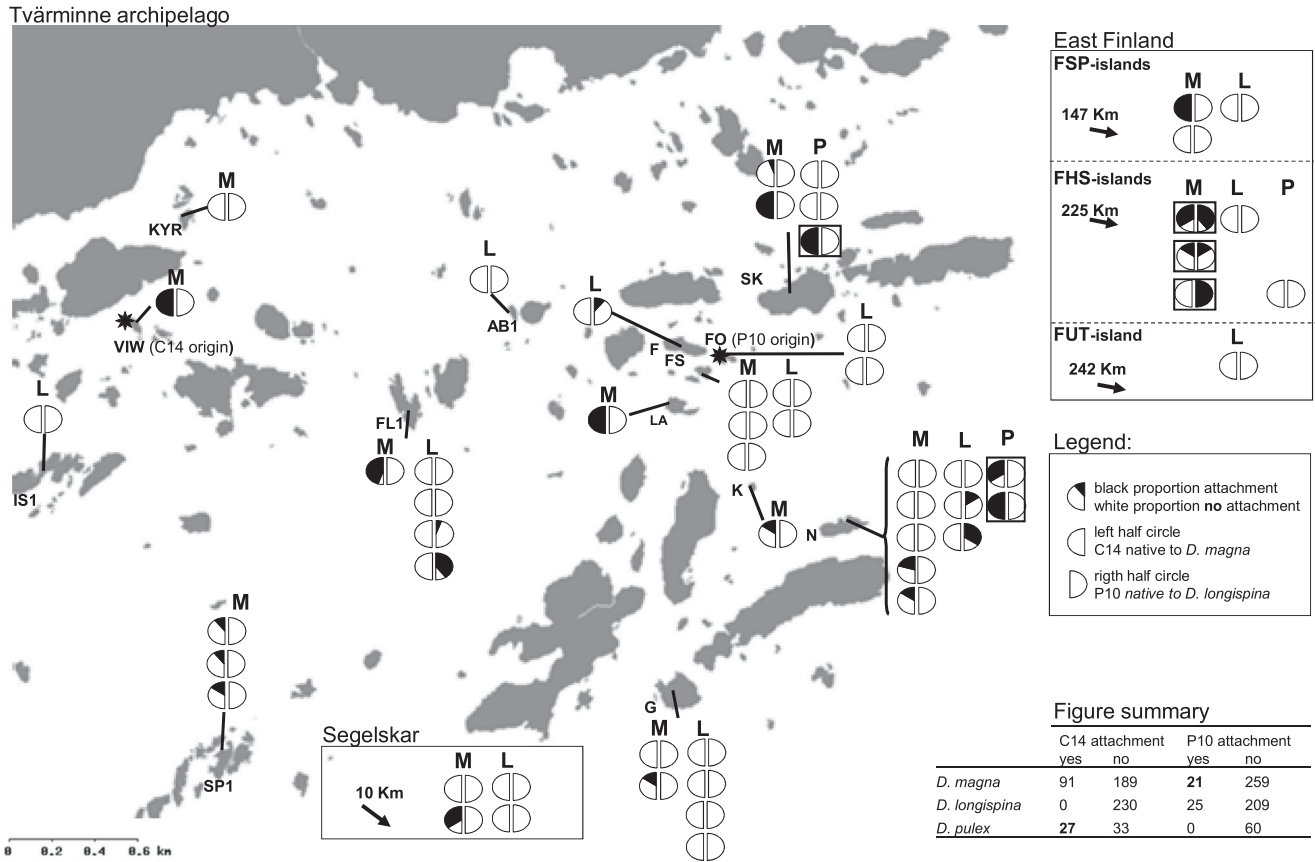 Tvärminne archipelago
M
KYR
M
VIW (C14 origin)
L
IS1
L
AB1
L
F
FS
FO (P10 origin)
L
M P
SK
M
LA
M L
FL1
M L
K
M
N
M L P
M
SP1
G
M L
Segelskar
M L
10 Km
0 0.2 0.4 0.6 km
East Finland
FSP-islands
M L
147 Km
FHS-islands
M L P
225 Km
FUT-island
L
242 Km
Legend:
black proportion attachment
white proportion no attachment
left half circle
C14 native to D. magna
rigth half circle
P10 native to D. longispina
Figure summary
C14 attachment P10 attachment
yes no yes no
D. magna 91 189 21 259
D. longispina 0 230 25 209
D. pulex 27 33 0 60